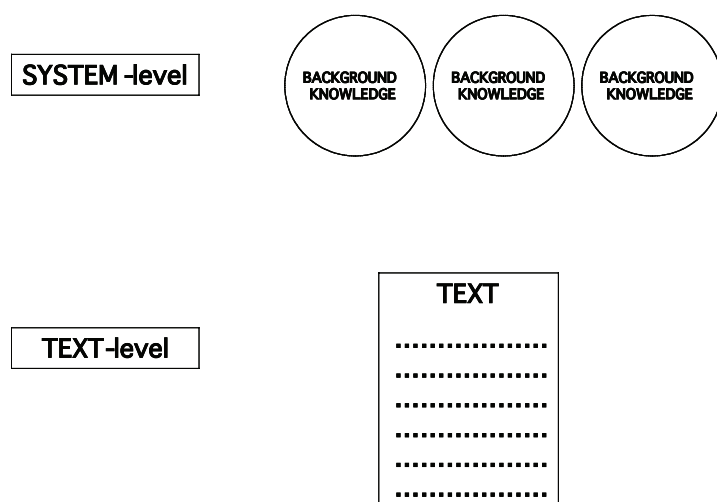 SYSTEM-level
BACKGROUND
KNOWLEDGE
BACKGROUND
KNOWLEDGE
BACKGROUND
KNOWLEDGE
TEXT
TEXT-level